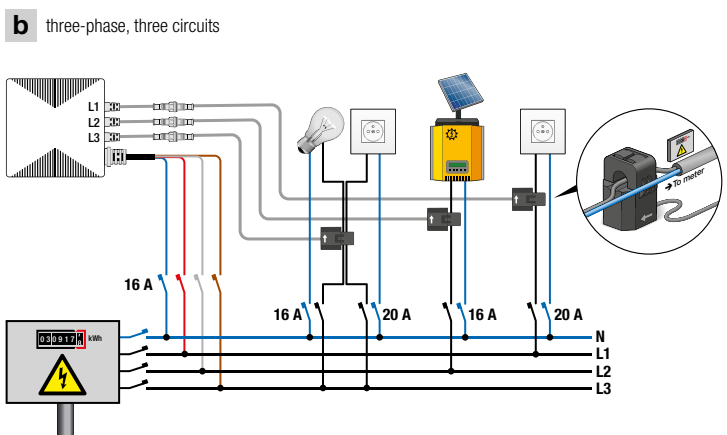 b three-phase, three circuits
L1
L2
L3
To meter
16 A
16 A
20 A
16 A
20 A
030917 kWh
N
L1
L2
L3